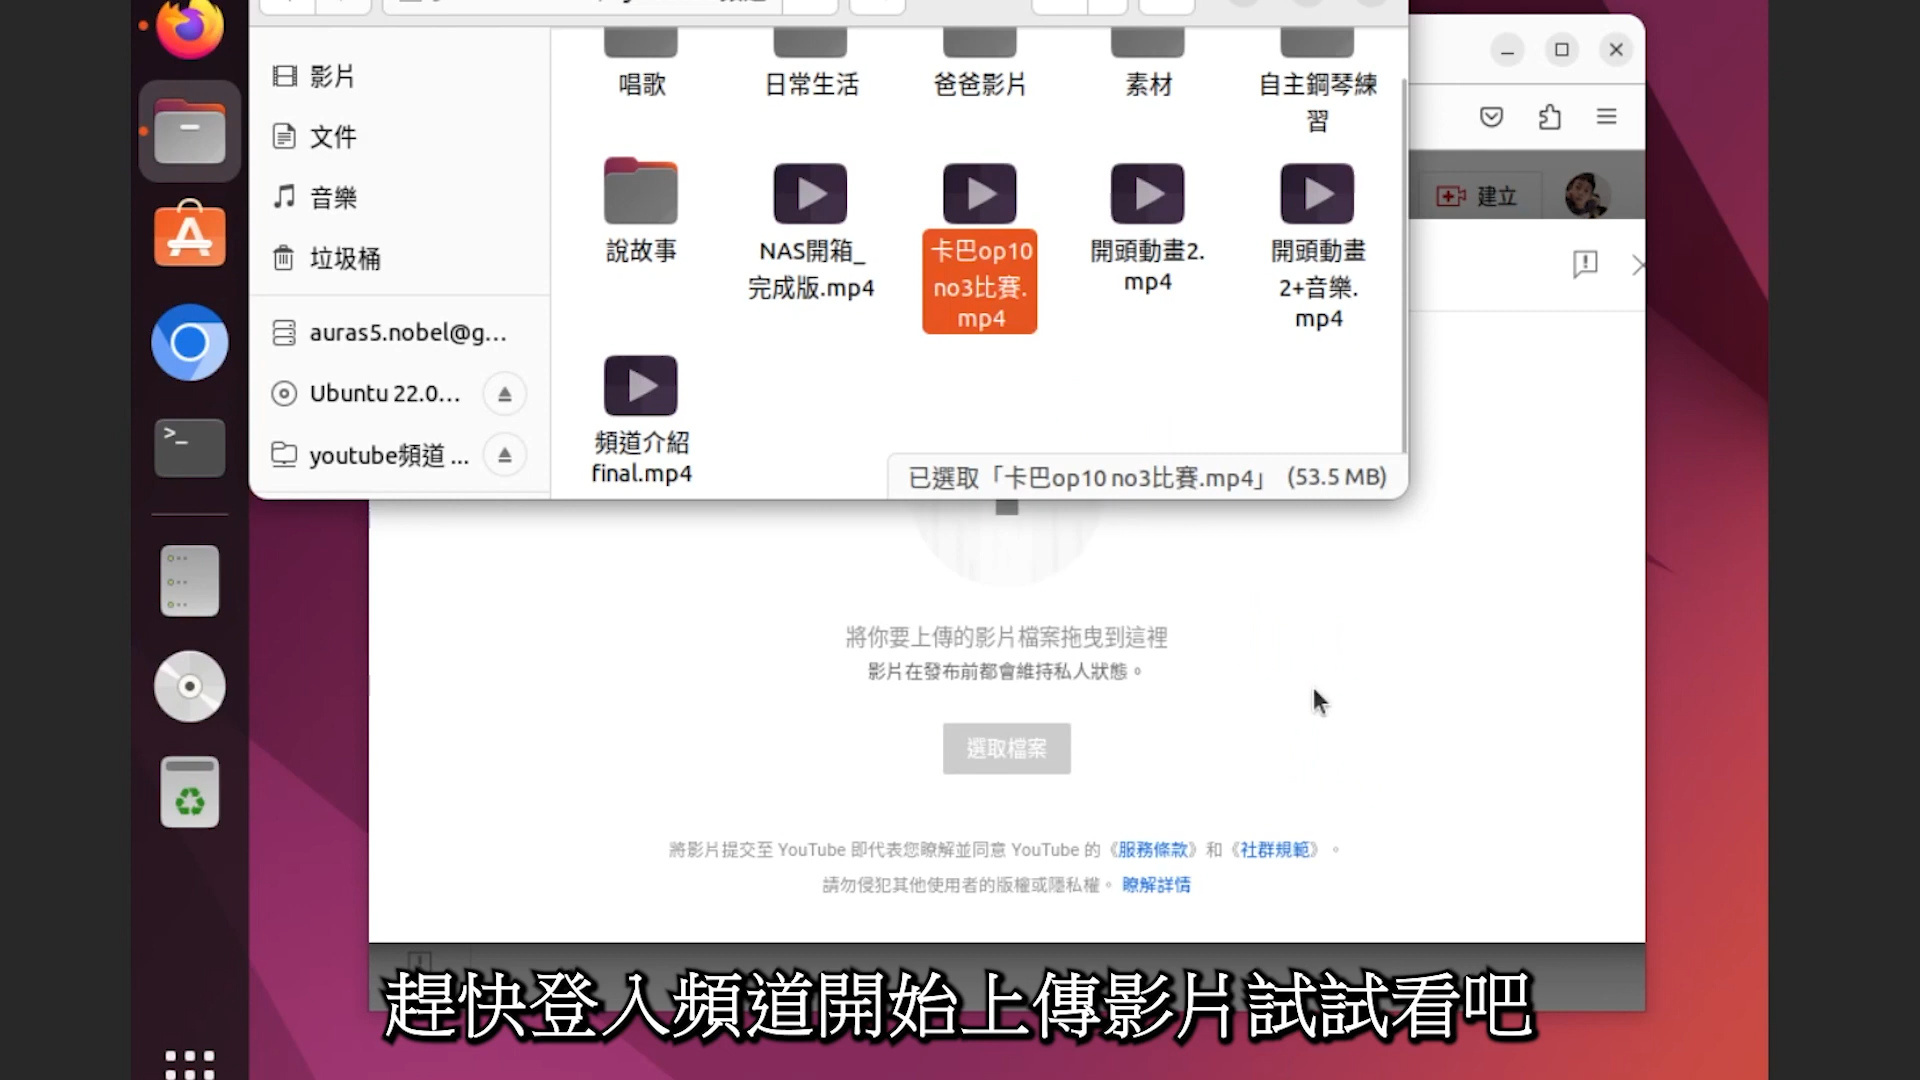 影片
文件
音樂
垃圾桶
auras5.nobel@g...
Ubuntu 22.0...
youtube頻道 ...
唱歌
日常生活
爸爸影片
素材
自主鋼琴練
習
說故事
NAS開箱_
完成版.mp4
卡巴op10
no3比賽.
mp4
開頭動畫2.
mp4
開頭動畫
2+音樂.
mp4
頻道介紹
final.mp4
已選取「卡巴op10 no3比賽.mp4」 (53.5 MB)
建立
將你要上傳的影片檔案拖曳到這裡
影片在發布前都會維持私人狀態。
選取檔案
將影片提交至 YouTube 即代表您瞭解並同意 YouTube 的《服務條款》和《社群規範》。
請勿侵犯其他使用者的版權或隱私權。 瞭解詳情
趕快登入頻道開始上傳影片試試看吧